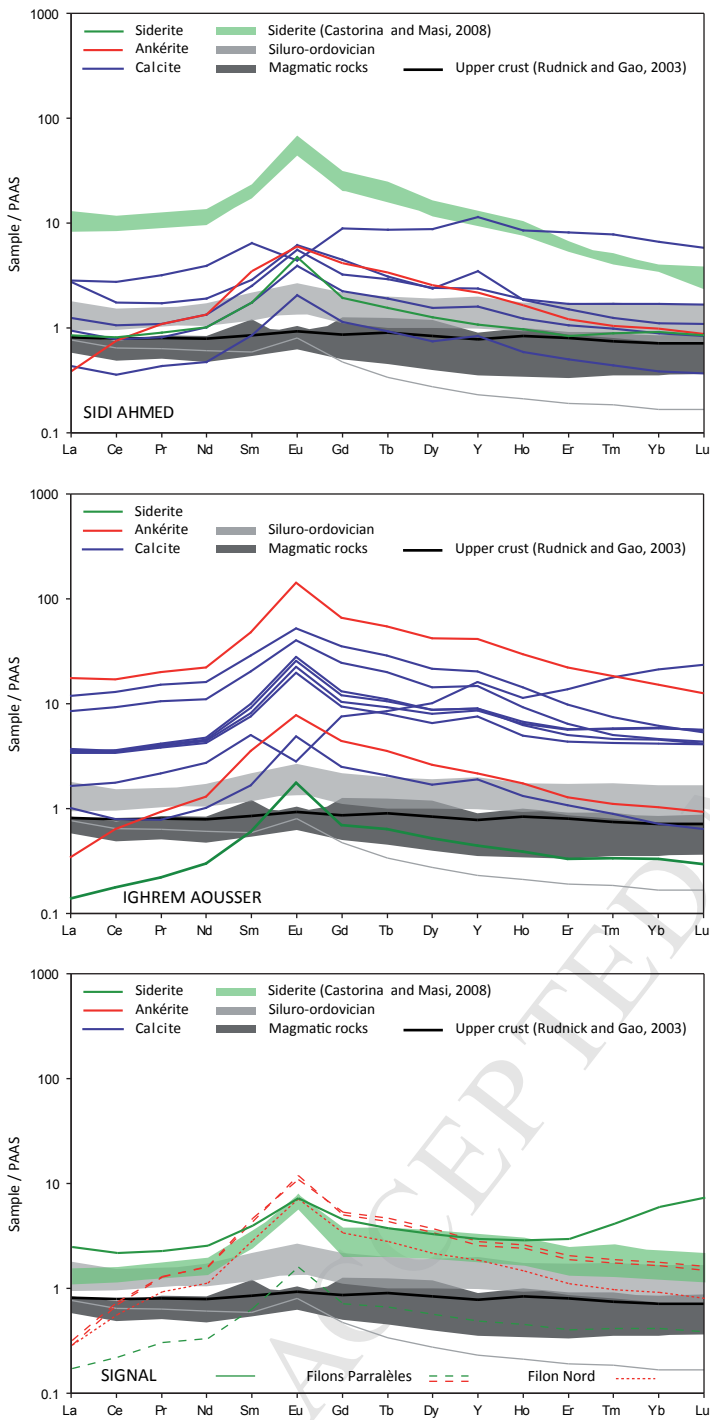 Siderite Siderite (Castorina and Masi, 2008)
Ankérite Siluro-ordovician
Calcite Magmatic rocks Upper crust (Rudnick and Gao, 2003)
1000
100
10
1
0.1
Sample / PAAS
SIDI AHMED
La Ce Pr Nd Sm Eu Gd Tb Dy Y Ho Er Tm Yb Lu
1000
Siderite
Ankérite Siluro-ordovician
Calcite Magmatic rocks Upper crust (Rudnick and Gao, 2003)
100
10
1
0.1
Sample / PAAS
IGHREM AOUSSER
La Ce Pr Nd Sm Eu Gd Tb Dy Y Ho Er Tm Yb Lu
1000
Siderite Siderite (Castorina and Masi, 2008)
Ankérite Siluro-ordovician
Calcite Magmatic rocks Upper crust (Rudnick and Gao, 2003)
100
10
1
0.1
Sample / PAAS
SIGNAL Filons Parralèles Filon Nord
La Ce Pr Nd Sm Eu Gd Tb Dy Y Ho Er Tm Yb Lu
ACCEPTED